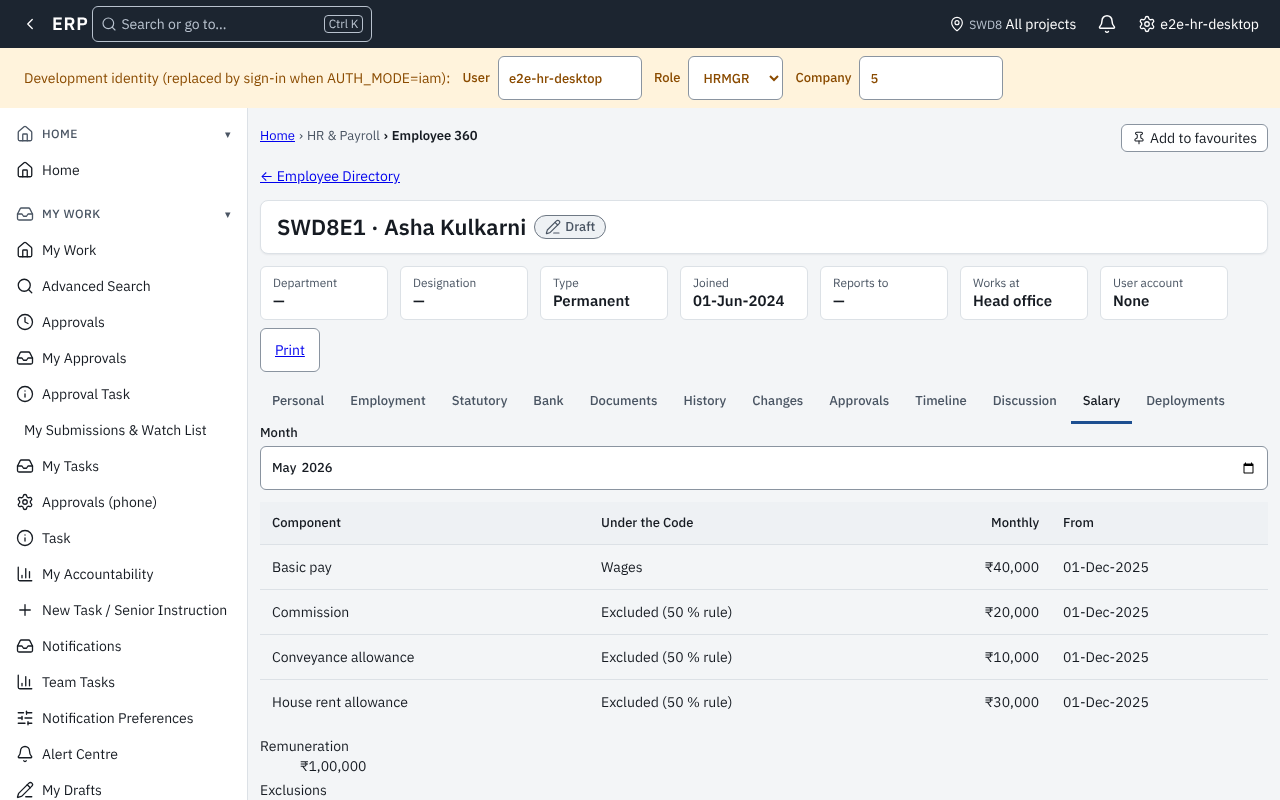 ERP Search or go to... Ctrl K SWD8 All projects e2e-hr-desktop
Development identity (replaced by sign-in when AUTH_MODE=iam): User e2e-hr-desktop Role HRMGR Company 5
HOME
Home
MY WORK
My Work
Advanced Search
Approvals
My Approvals
Approval Task
My Submissions & Watch List
My Tasks
Approvals (phone)
Task
My Accountability
New Task / Senior Instruction
Notifications
Team Tasks
Notification Preferences
Alert Centre
My Drafts
Home › HR & Payroll › Employee 360
Add to favourites
← Employee Directory
SWD8E1 · Asha Kulkarni Draft
Department Designation Type Joined Reports to Works at User account
— — Permanent 01-Jun-2024 — Head office None
Print
Personal Employment Statutory Bank Documents History Changes Approvals Timeline Discussion Salary Deployments
Month
May 2026
Component Under the Code Monthly From
Basic pay Wages ₹40,000 01-Dec-2025
Commission Excluded (50 % rule) ₹20,000 01-Dec-2025
Conveyance allowance Excluded (50 % rule) ₹10,000 01-Dec-2025
House rent allowance Excluded (50 % rule) ₹30,000 01-Dec-2025
Remuneration
₹1,00,000
Exclusions